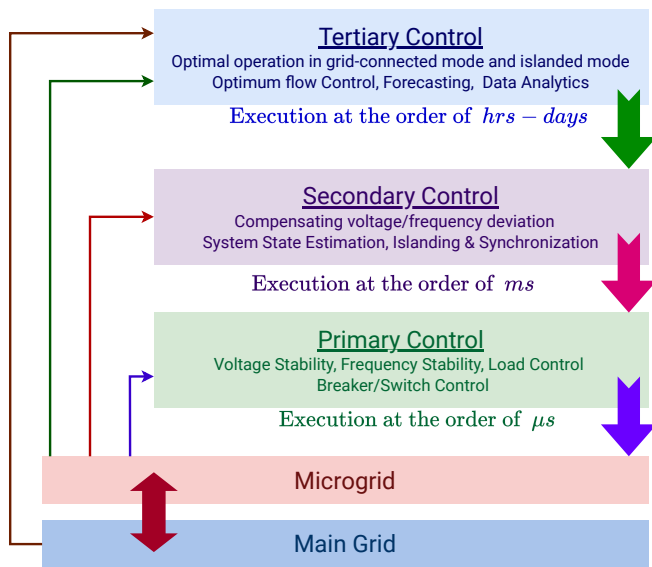 Tertiary Control
Optimal operation in grid-connected mode and islanded mode
Optimum flow Control, Forecasting, Data Analytics
Execution at the order of hrs − days
Secondary Control
Compensating voltage/frequency deviation
System State Estimation, Islanding & Synchronization
Execution at the order of ms
Primary Control
Voltage Stability, Frequency Stability, Load Control
Breaker/Switch Control
Execution at the order of μs
Microgrid
Main Grid